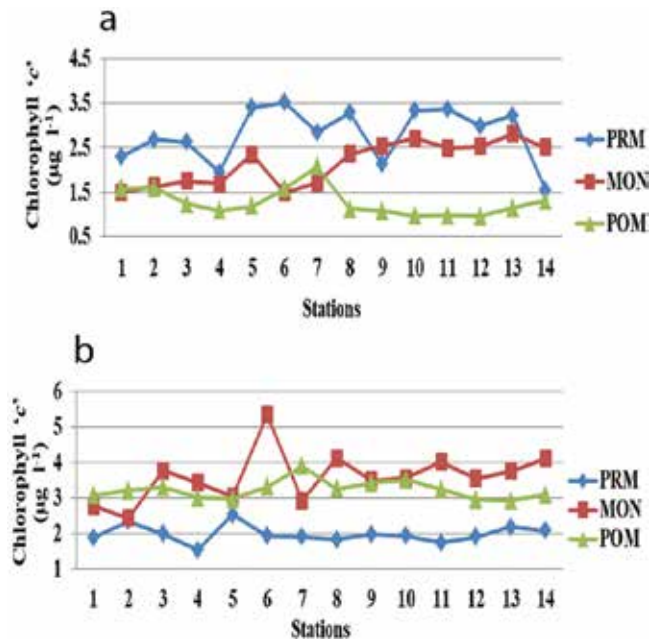 a
Chlorophyll 'c'
(µg l-1)
4.5
3.5
2.5
1.5
0.5
1 2 3 4 5 6 7 8 9 10 11 12 13 14
Stations
PRM
MON
POM
b
Chlorophyll 'c'
(µg l-1)
6
5
4
3
2
1
1 2 3 4 5 6 7 8 9 10 11 12 13 14
Stations
PRM
MON
POM